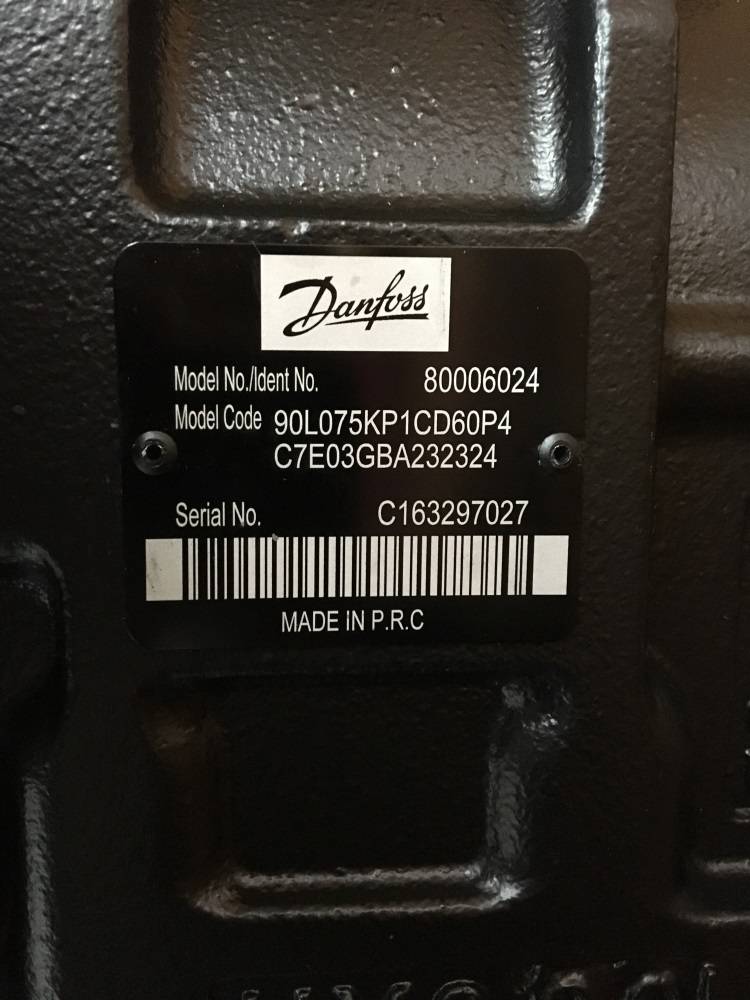 Danfoss
Model No./Ident No. 80006024
Model Code 90L075KP1CD60P4
C7E03GBA232324
Serial No. C163297027
MADE IN P.R.C